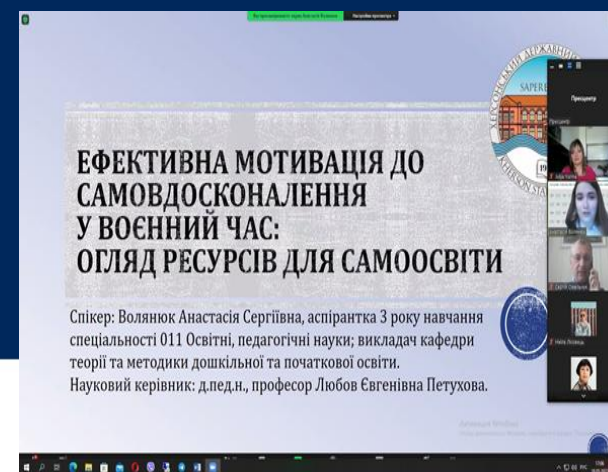 SAPERE
ЕФЕКТИВНА МОТИВАЦІЯ ДО
САМОВДОСКОНАЛЕННЯ
У ВОЄННИЙ ЧАС:
ОГЛЯД РЕСУРСІВ ДЛЯ САМООСВІТИ
Спікер: Волянюк Анастасія Сергіївна, аспірантка 3 року навчання
спеціальності 011 Освітні, педагогічні науки; викладач кафедри
теорії та методики дошкільної та початкової освіти.
Науковий керівник: д.пед.н., професор Любов Євгенівна Петухова.
Пресцентр
Пресцентр